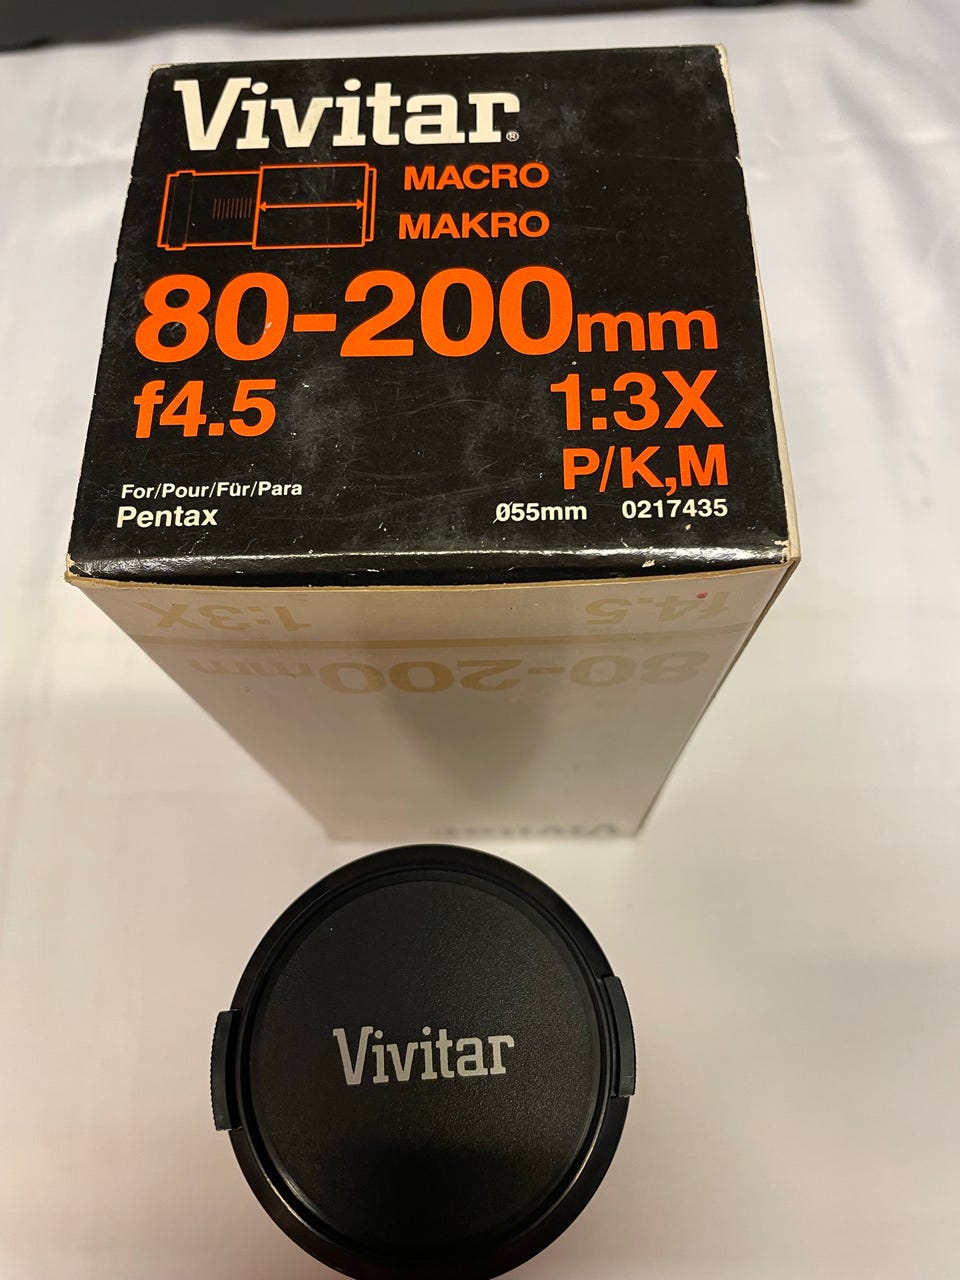 Vivitar®
MACRO
MAKRO
80-200mm
f4.5 1:3X
P/K,M
For/Pour/Für/Para
Pentax Ø55mm 0217435
f4.5 1:3X
80-200mm
Vivitar
Vivitar